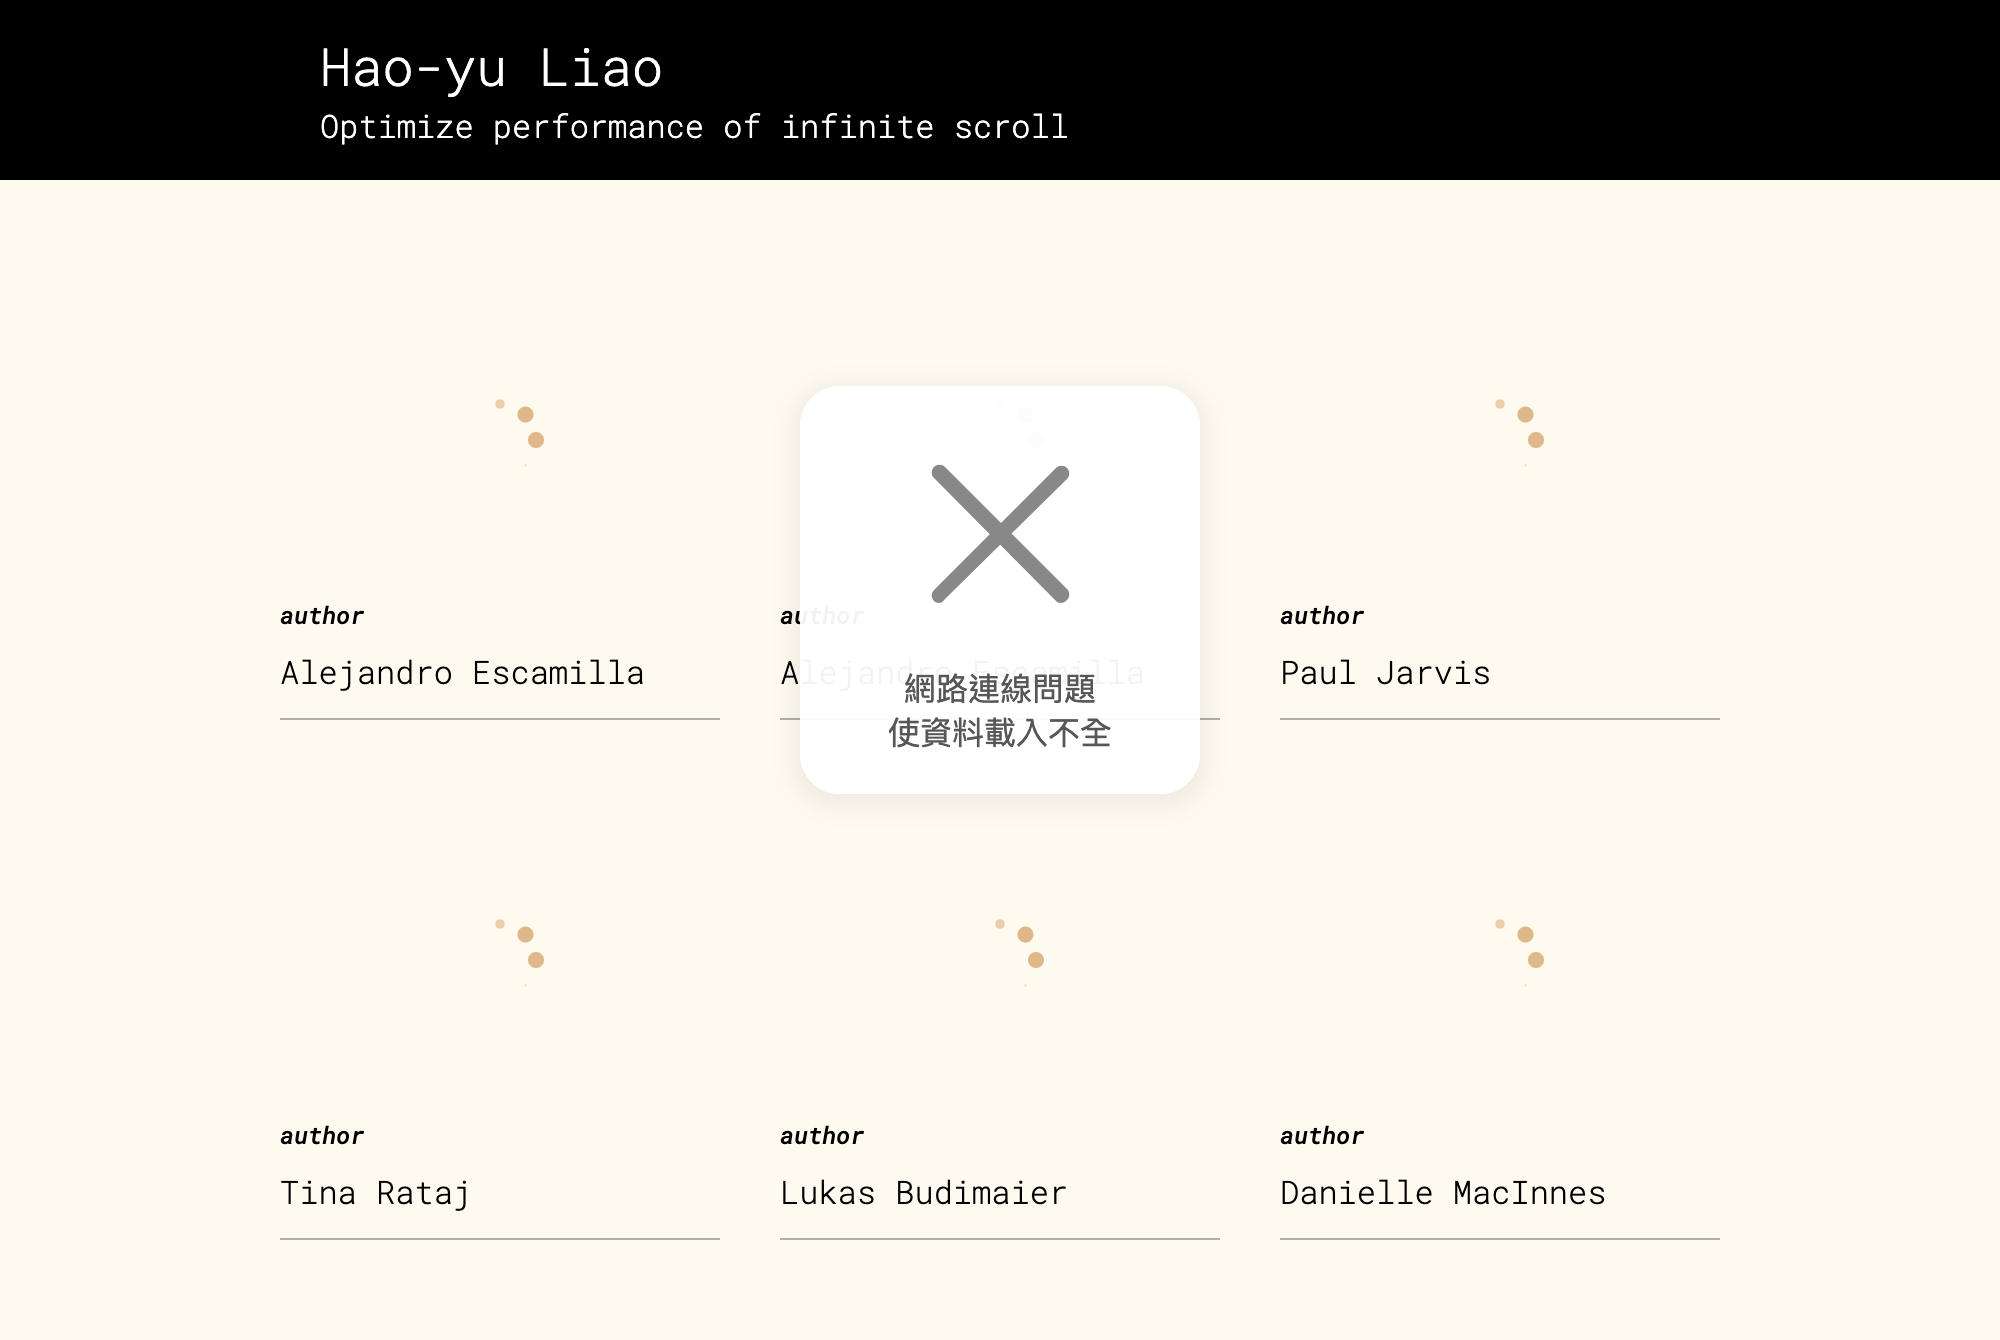 Hao-yu Liao
Optimize performance of infinite scroll
author
Alejandro Escamilla
author
Alejandro Escamilla
author
Paul Jarvis
網路連線問題
使資料載入不全
author
Tina Rataj
author
Lukas Budimaier
author
Danielle MacInnes